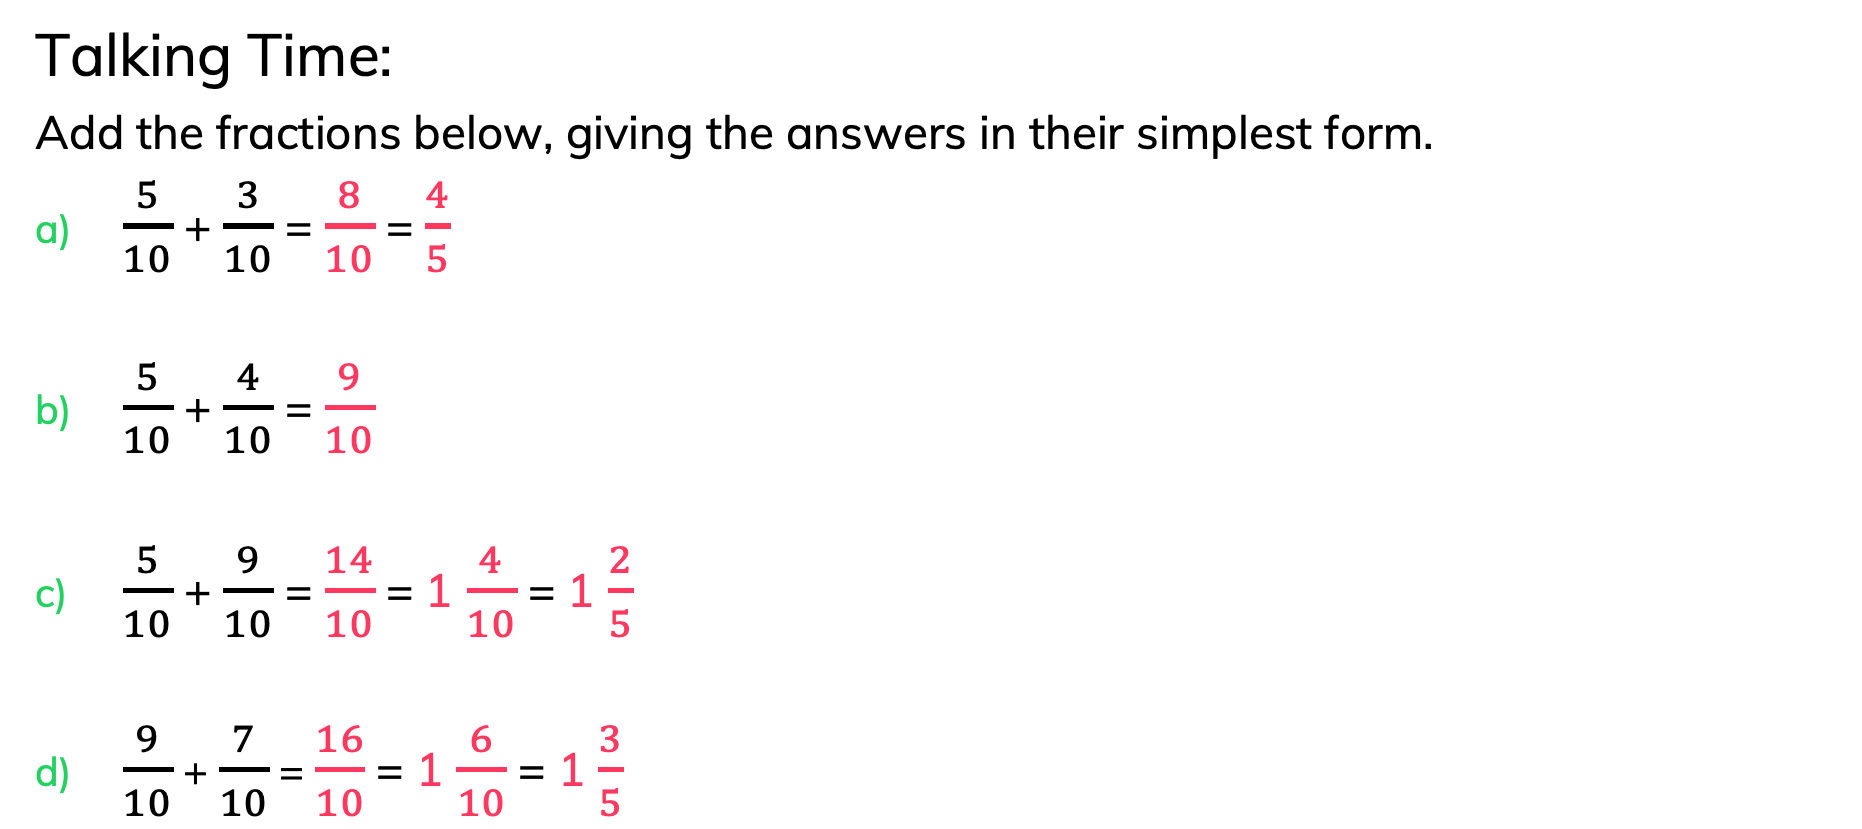 Talking Time:
Add the fractions below, giving the answers in their simplest form.
a) 5/10 + 3/10 = 8/10 = 4/5
b) 5/10 + 4/10 = 9/10
c) 5/10 + 9/10 = 14/10 = 1 4/10 = 1 2/5
d) 9/10 + 7/10 = 16/10 = 1 6/10 = 1 3/5